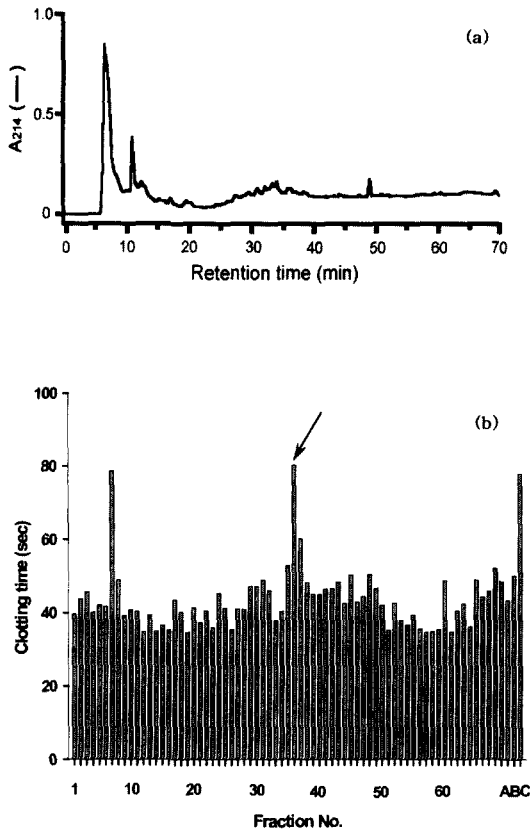 (a)
1.0
0.5
0
A214 (—)
0 10 20 30 40 50 60 70
Retention time (min)
(b)
100
80
60
40
20
0
Clotting time (sec)
1 10 20 30 40 50 60 ABC
Fraction No.